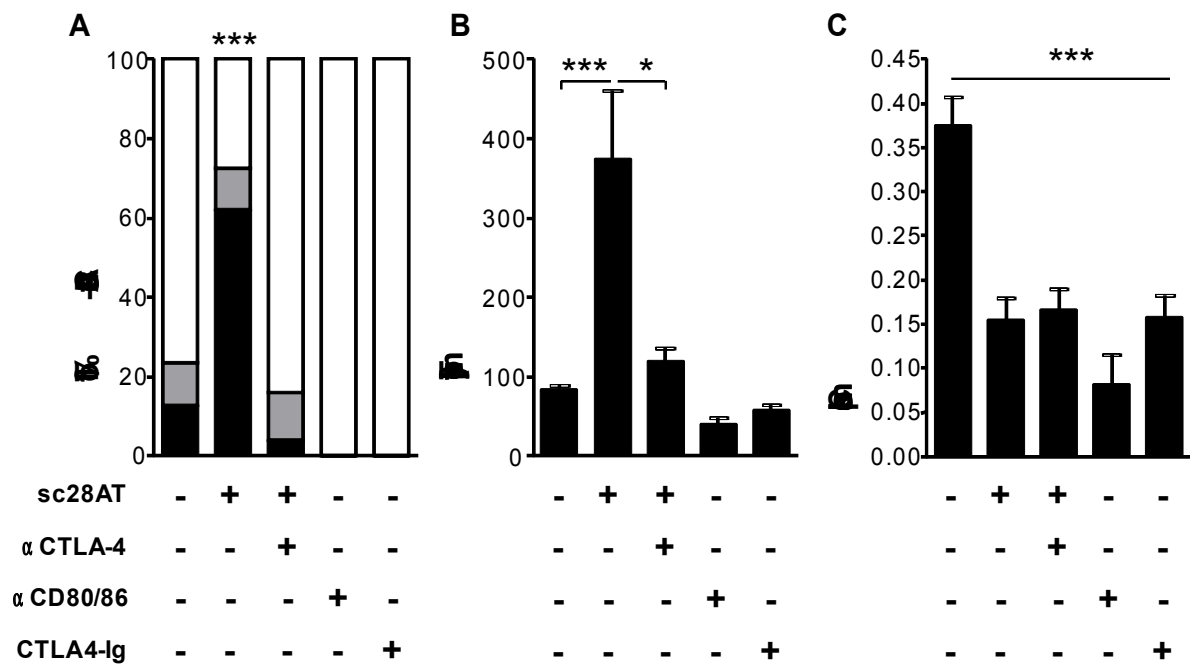 A B C
*** *** * ***
100 80 60 40 20 0
500 400 300 200 100 0
0.45 0.40 0.35 0.30 0.25 0.20 0.15 0.10 0.05 0.00
sc28AT - + + - - - + + - - - + + - -
α CTLA-4 - - + - - - - + - - - - + - -
α CD80/86 - - - + - - - - + - - - - + -
CTLA4-Ig - - - - + - - - - + - - - - +